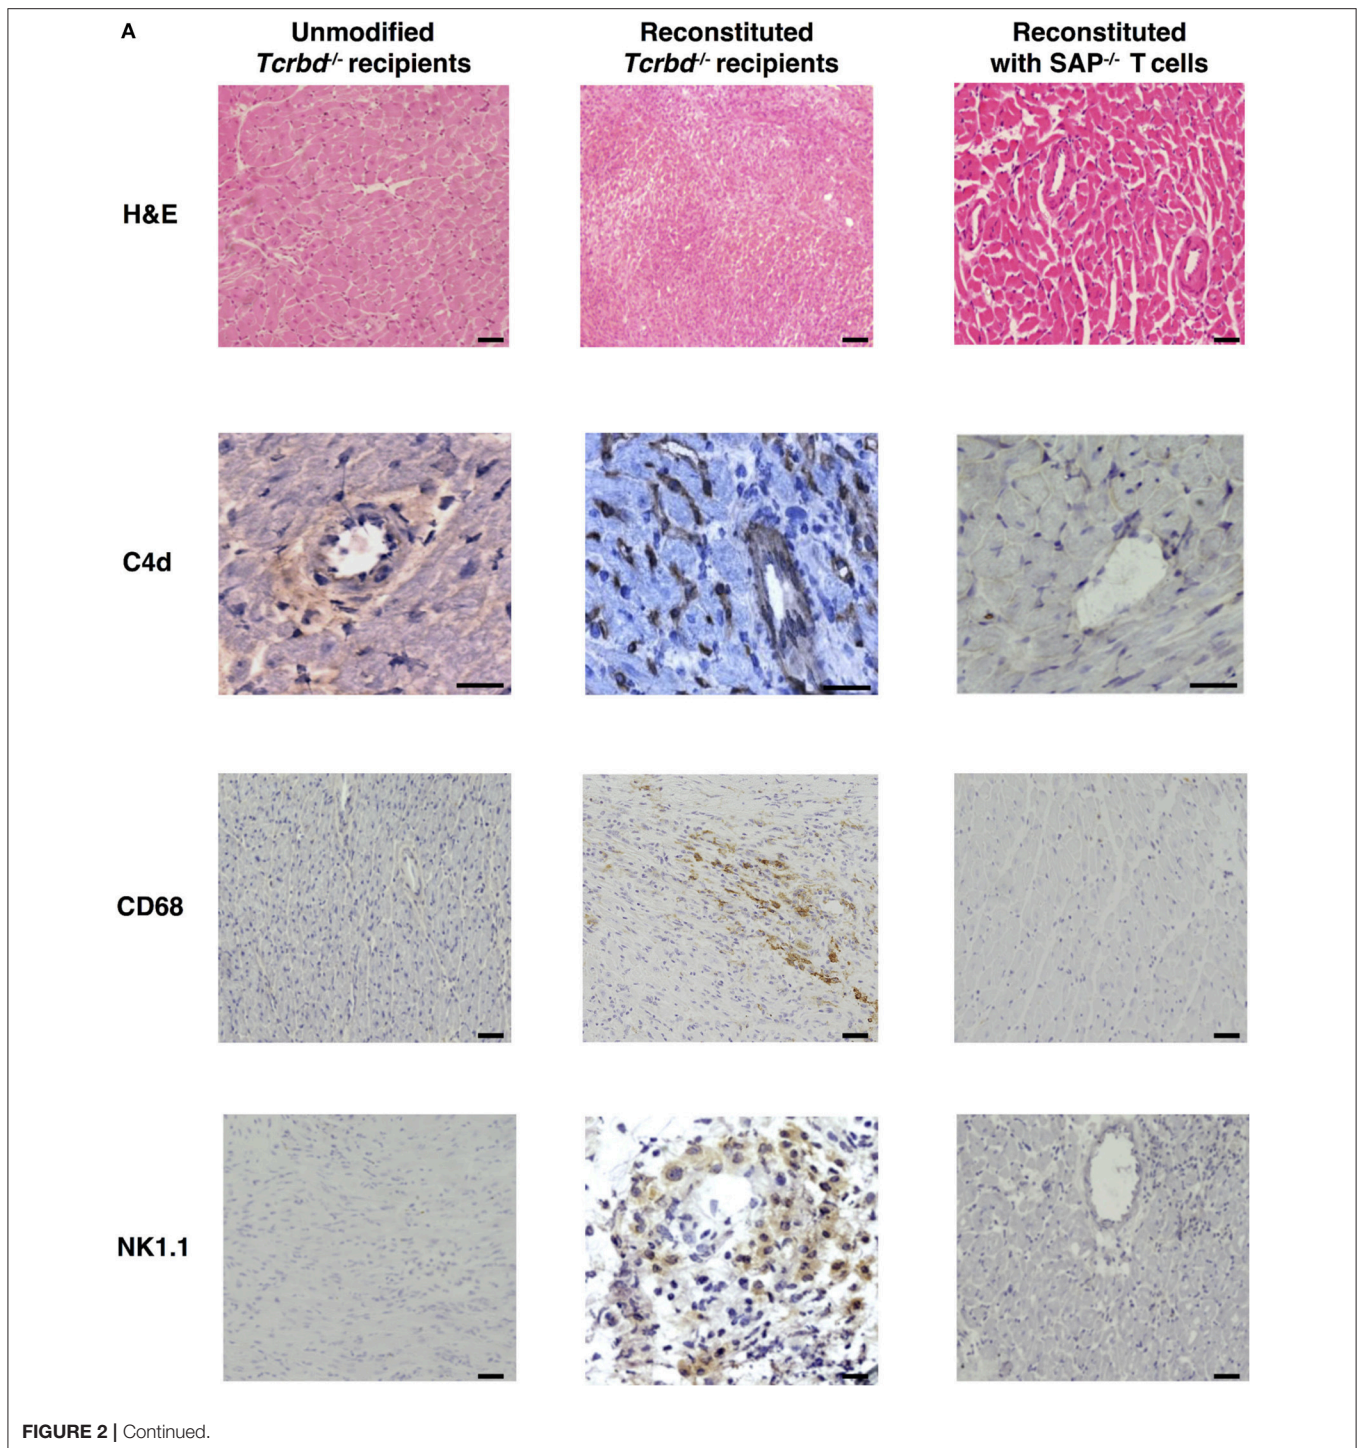 A
Unmodified
Tcrbd-/- recipients
Reconstituted
Tcrbd-/- recipients
Reconstituted
with SAP-/- T cells
H&E
C4d
CD68
NK1.1
FIGURE 2 | Continued.